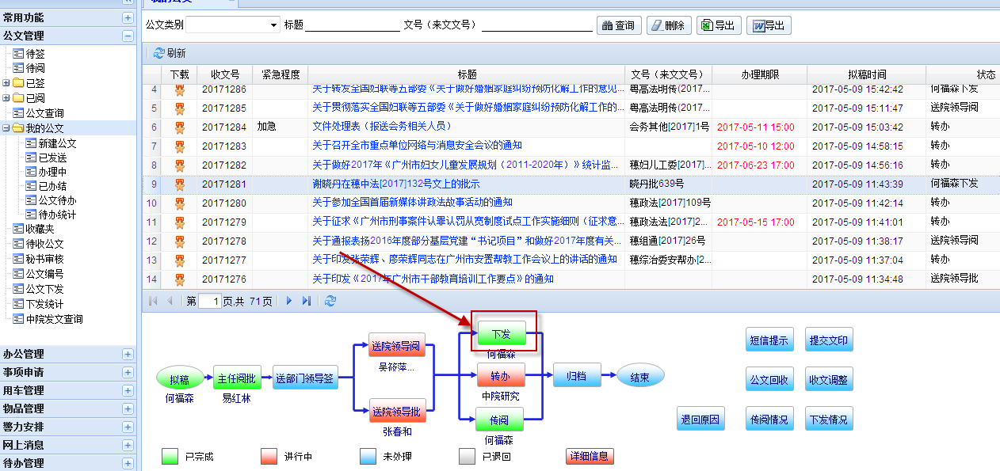 常用功能
公文管理
待签
待阅
已签
已阅
公文查询
我的公文
新建公文
已发送
办理中
已办结
公文待办
待办统计
收藏夹
待收公文
秘书审核
公文编号
公文下发
下发统计
中院发文查询
办公管理
事项申请
用车管理
物品管理
警力安排
网上消息
待办管理
公文类别 标题 文号（来文文号） 查询 删除 导出 导出
刷新
下载 收文号 紧急程度 标题 文号（来文文号） 办理期限 拟稿时间 状态
4 20171286 关于转发全国妇联等五部委《关于做好婚姻家庭纠纷预防化解工作的意见... 粤高法明传(2017... 2017-05-09 15:42:42 何福森下发
5 20171285 关于贯彻落实全国妇联等五部委《关于做好婚姻家庭纠纷预防化解工作的... 粤高法明传(2017... 2017-05-09 15:11:47 送院领导阅
6 20171284 加急 文件处理表（报送会务相关人员） 会务其他[2017]1号 2017-05-11 15:00 2017-05-09 15:03:42 转办
7 20171283 关于召开全市重点单位网络与消息安全会议的通知 2017-05-10 12:00 2017-05-09 14:58:15 转办
8 20171282 关于做好2017年《广州市妇女儿童发展规划（2011-2020年）》统计监... 穗妇儿工委[2017]... 2017-06-23 17:00 2017-05-09 14:56:16 转办
9 20171281 谢晓丹在穗中法[2017]132号文上的批示 晓丹批639号 2017-05-09 11:43:39 何福森下发
10 20171280 关于参加全国首届新媒体讲政法故事活动的通知 穗政法[2017]109号 2017-05-09 11:42:14 转办
11 20171279 关于征求《广州市刑事案件认罪认罚从宽制度试点工作实施细则（征求意... 穗政法法[2017]2... 2017-05-15 17:00 2017-05-09 11:41:01 转办
12 20171278 关于通报表扬2016年度部分基层党建“书记项目”和做好2017年度有关... 穗组通[2017]26号 2017-05-09 11:38:17 送院领导阅
13 20171277 关于印发张荣辉、廖荣辉同志在广州市安置帮教工作会议上的讲话的通知 穗综治委安帮办[2... 2017-05-09 11:37:04 转办
14 20171276 关于印发《2017年广州市干部教育培训工作要点》的通知 2017-05-09 11:34:48 送院领导批
第 1 页,共 71页
拟稿
何福森
主任阅批
易红林
送部门领导签
送院领导阅
吴筱萍...
送院领导批
张春和
下发
何福森
转办
中院研究
传阅
何福森
归档
结束
短信提示 提交文印
公文回收 收文调整
退回原因 传阅情况 下发情况
已完成 进行中 未处理 已退回 详细信息